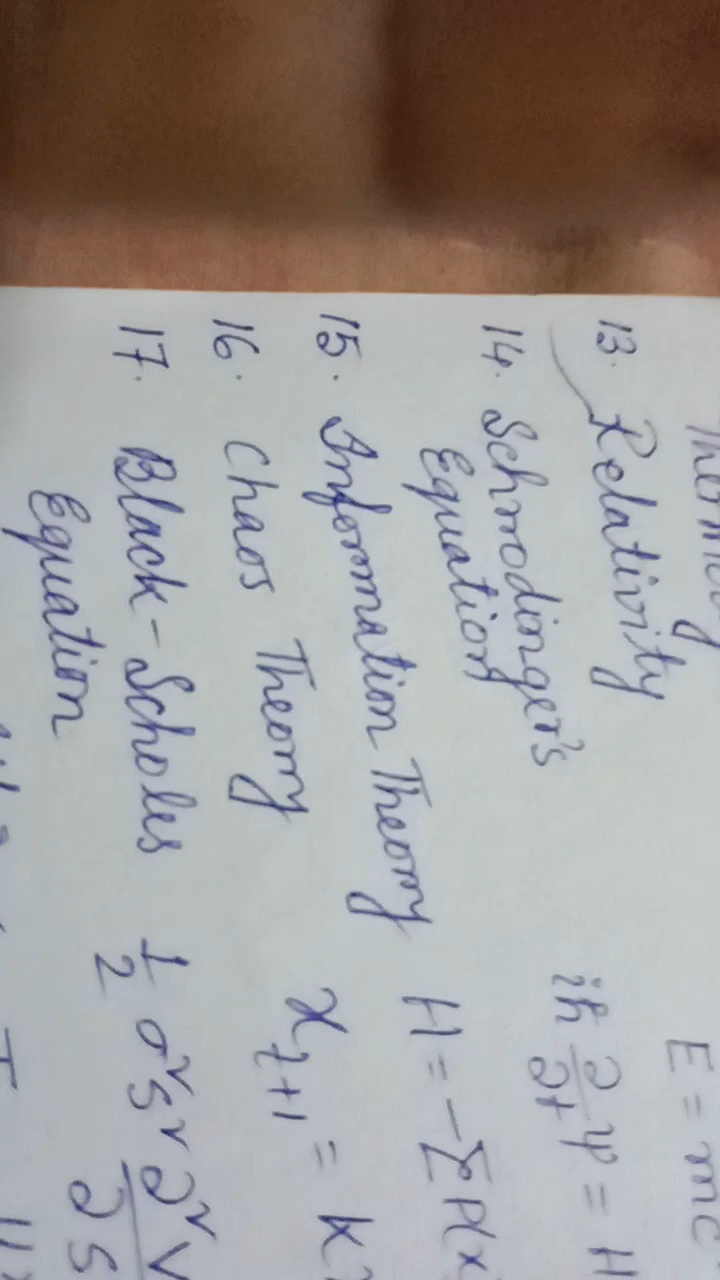 13. Relativity E = mc
14. Schrodinger's iħ ∂/∂t ψ = H
Equation
15. Information Theory H = -∑ P(x
16. Chaos Theory x_{t+1} = k
17. Black-Scholes 1/2 σ²S² ∂²V/∂S
Equation